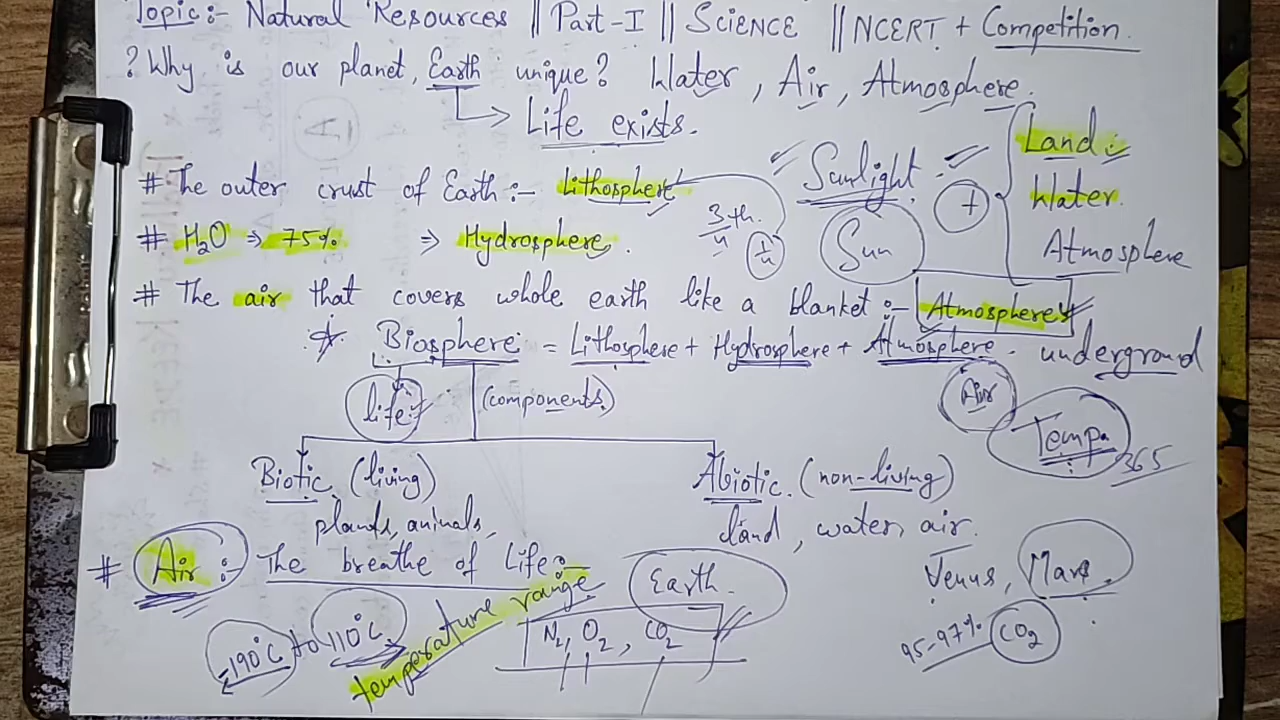 Topic:- Natural Resources || Part-I || SCIENCE || NCERT + Competition.
? Why is our planet, Earth unique? Water, Air, Atmosphere.
Life exists.
Land:
Water.
Atmosphere
Sunlight.
+
Sun
# The outer crust of Earth:- Lithosphere
3/4 th.
1/4
# H2O ⇒ 75% ⇒ Hydrosphere.
# The air that covers whole earth like a blanket:- Atmosphere
Biosphere = Lithosphere + Hydrosphere + Atmosphere. undergroud
life
(components)
Air
Tempa.
365
Biotic (living)
Abiotic. (non-living)
plants, animals,
land, water, air.
# Air: The breathe of Life:-
Earth.
Venus, Mars.
-190°C to 110°C
temperature range
N2, O2, CO2
95-97% CO2